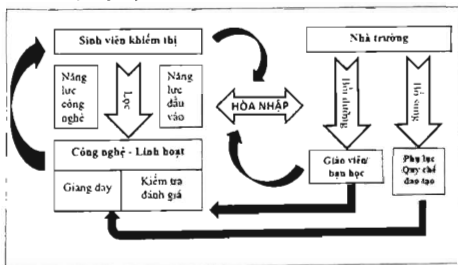 Sinh viên khiếm thị
Nhà trường
Năng
lực
công
nghệ
Lọc
Năng
lực
đầu
vào
HÒA NHẬP
Bồi dưỡng
Bổ sung
Công nghệ - Linh hoạt
Giảng dạy
Kiểm tra
đánh giá
Giáo viên/
bạn học
Phụ lục
Quy chế
đào tạo